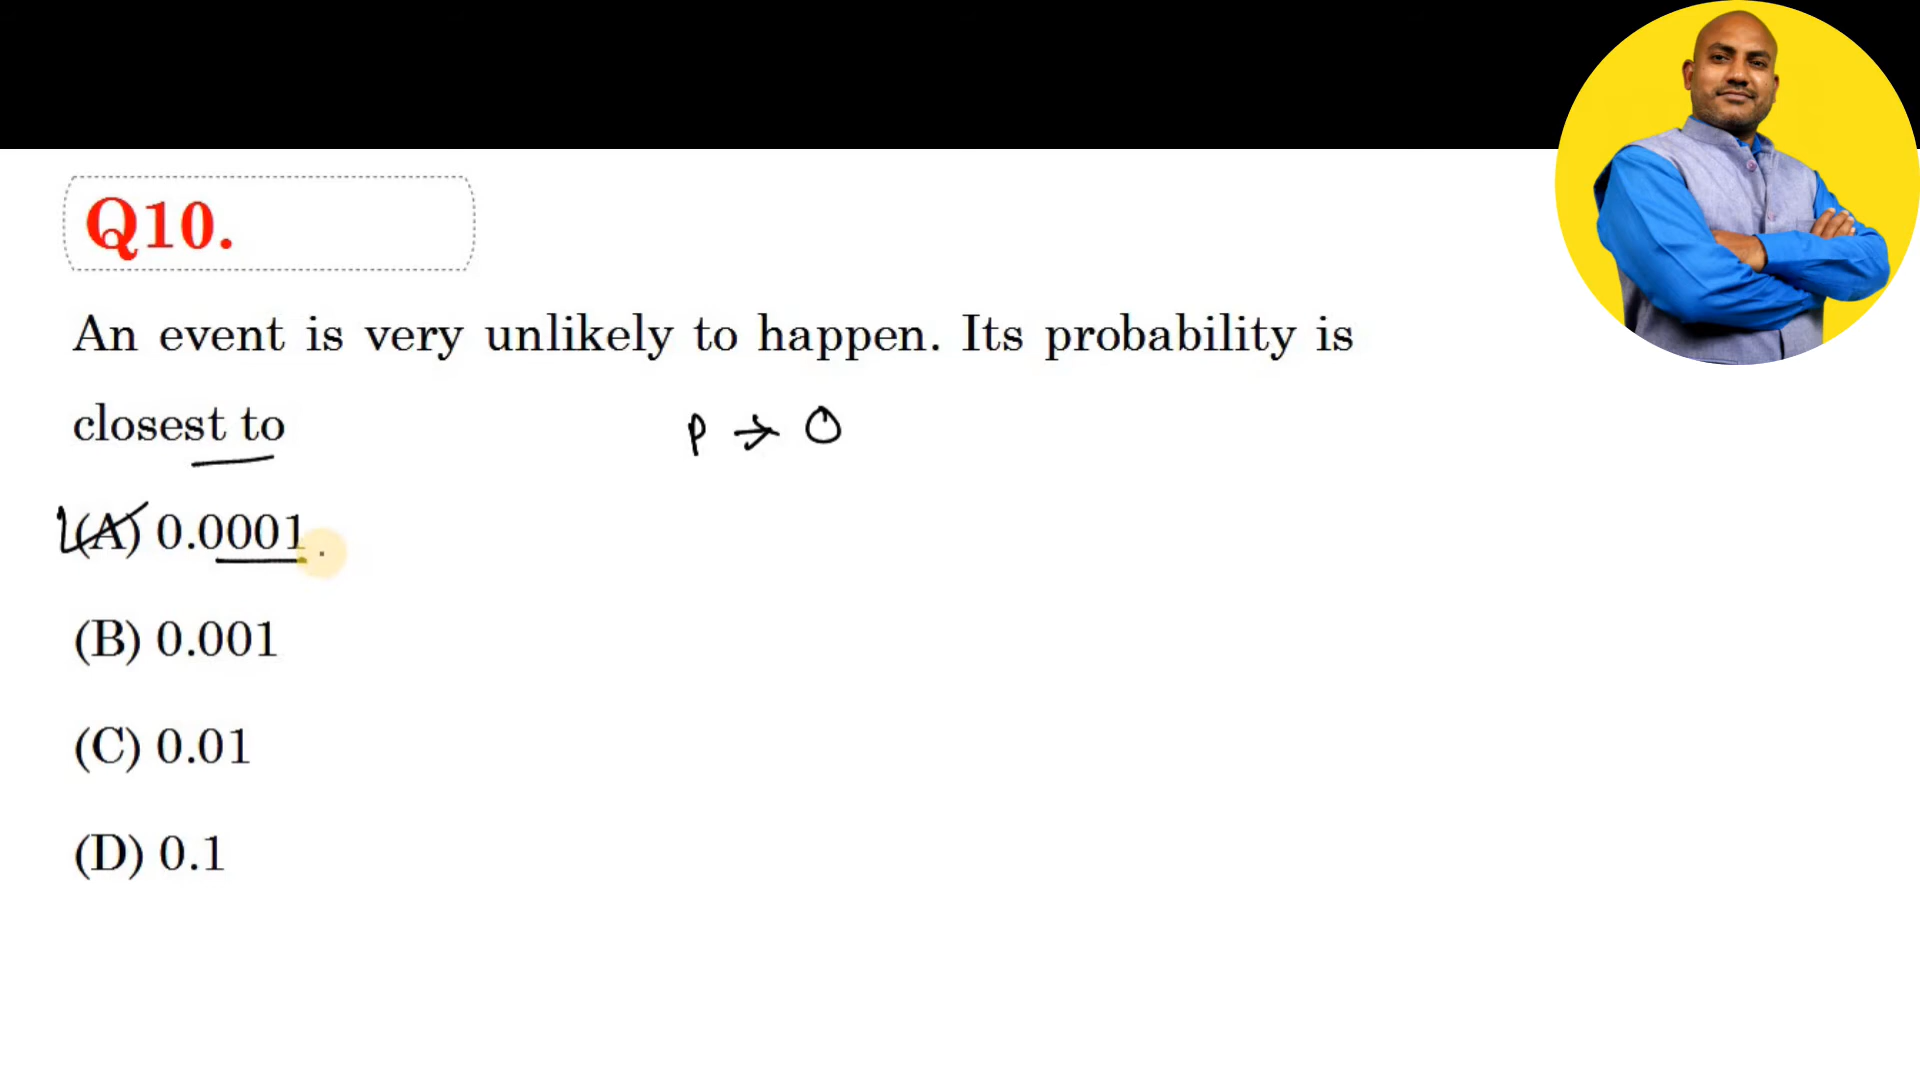 Q10.
An event is very unlikely to happen. Its probability is
closest to
P → 0
(A) 0.0001
(B) 0.001
(C) 0.01
(D) 0.1